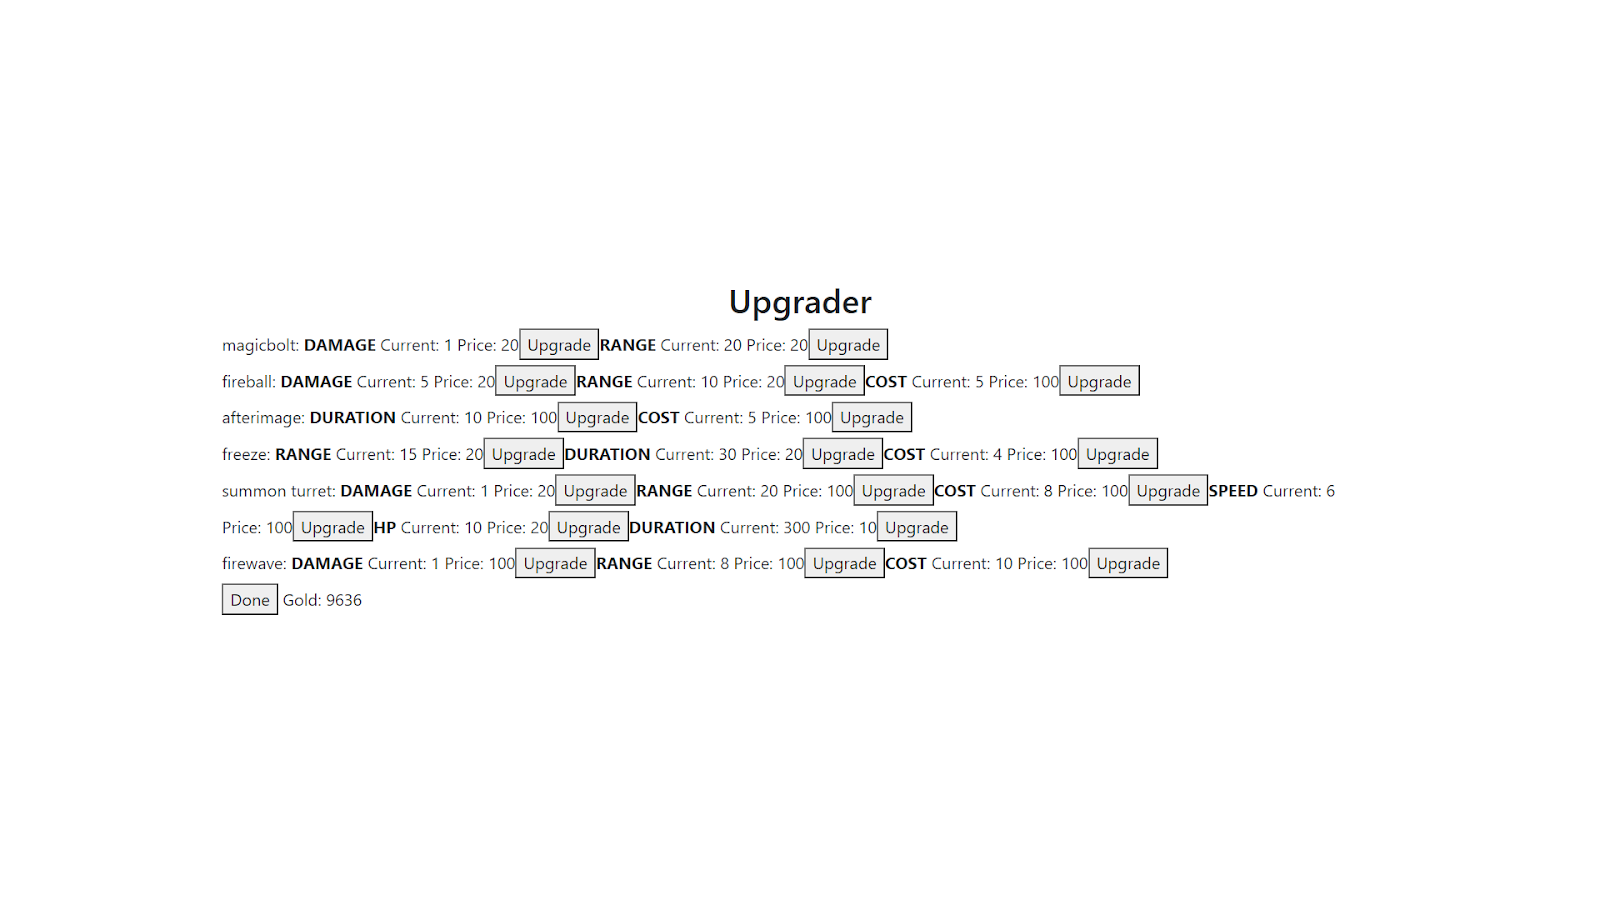 Upgrader
magicbolt: DAMAGE Current: 1 Price: 20 Upgrade RANGE Current: 20 Price: 20 Upgrade
fireball: DAMAGE Current: 5 Price: 20 Upgrade RANGE Current: 10 Price: 20 Upgrade COST Current: 5 Price: 100 Upgrade
afterimage: DURATION Current: 10 Price: 100 Upgrade COST Current: 5 Price: 100 Upgrade
freeze: RANGE Current: 15 Price: 20 Upgrade DURATION Current: 30 Price: 20 Upgrade COST Current: 4 Price: 100 Upgrade
summon turret: DAMAGE Current: 1 Price: 20 Upgrade RANGE Current: 20 Price: 100 Upgrade COST Current: 8 Price: 100 Upgrade SPEED Current: 6
Price: 100 Upgrade HP Current: 10 Price: 20 Upgrade DURATION Current: 300 Price: 10 Upgrade
firewave: DAMAGE Current: 1 Price: 100 Upgrade RANGE Current: 8 Price: 100 Upgrade COST Current: 10 Price: 100 Upgrade
Done Gold: 9636